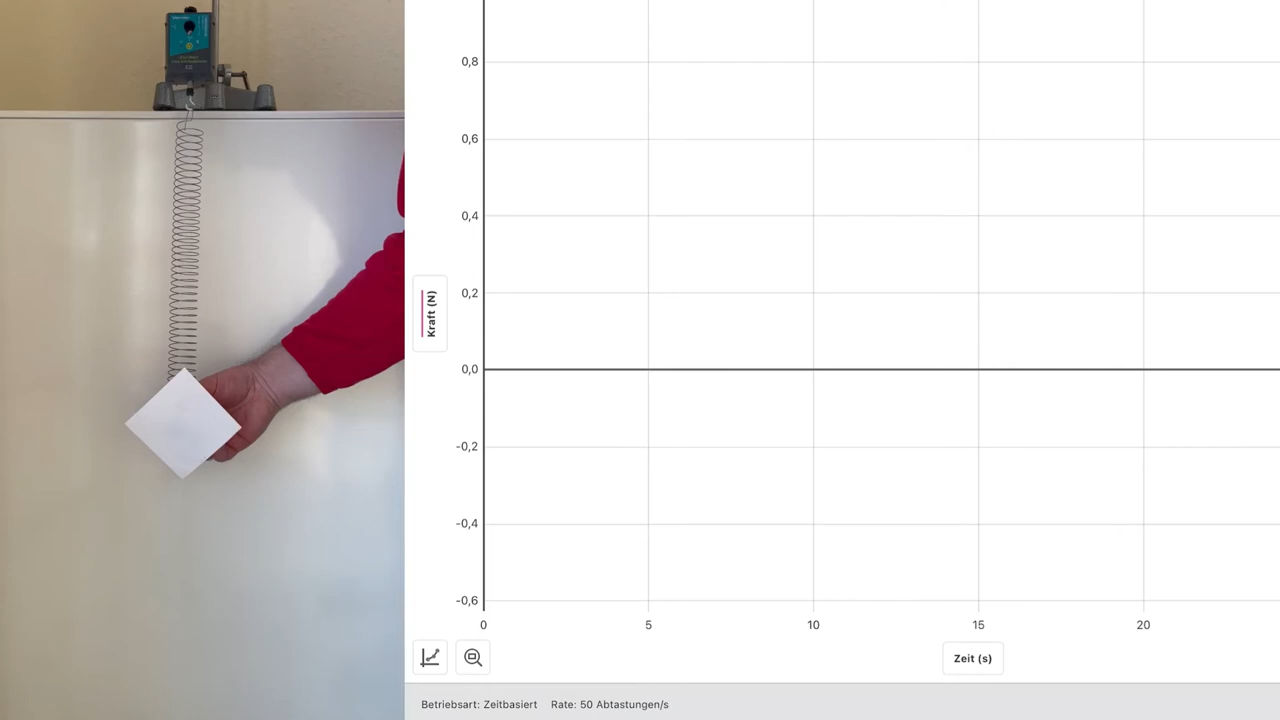 0,8
0,6
0,4
0,2
0,0
-0,2
-0,4
-0,6
Kraft (N)
0 5 10 15 20
Zeit (s)
Betriebsart: Zeitbasiert Rate: 50 Abtastungen/s